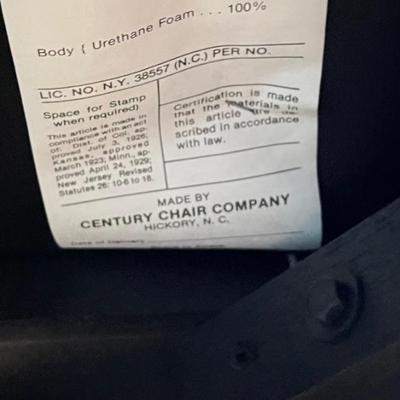 Body { Urethane Foam . . . 100%
LIC. NO. N.Y. 38557 (N.C.) PER NO.
Space for Stamp
when required)
This article is made in
compliance with an act
of: Dist. of Col. ap-
proved July 3, 1926;
Kansas, approved
March 1923; Minn., ap-
proved April 24, 1929;
New Jersey Revised
Statutes 26: 10-6 to 18.
Certification is made
that the materials in
this article are de-
scribed in accordance
with law.
MADE BY
CENTURY CHAIR COMPANY
HICKORY, N. C.
Date of Delivery